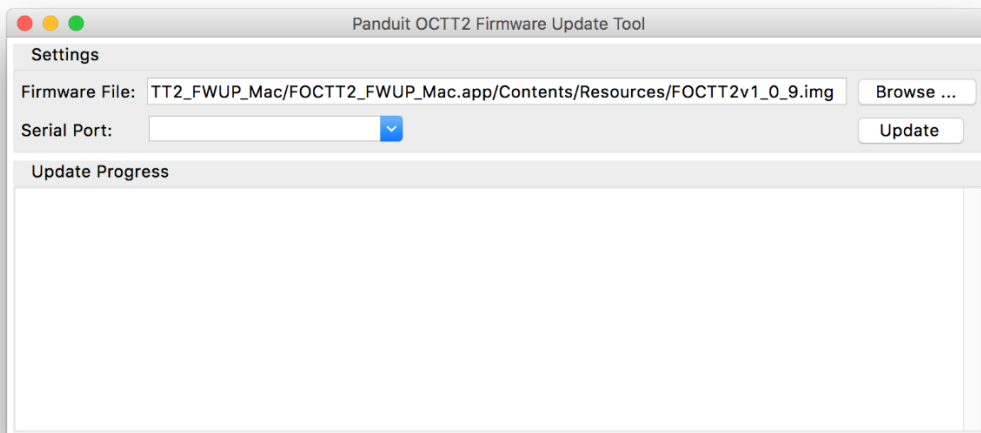 Panduit OCTT2 Firmware Update Tool
Settings
Firmware File: TT2_FWUP_Mac/FOCTT2_FWUP_Mac.app/Contents/Resources/FOCTT2v1_0_9.img Browse ...
Serial Port: Update
Update Progress